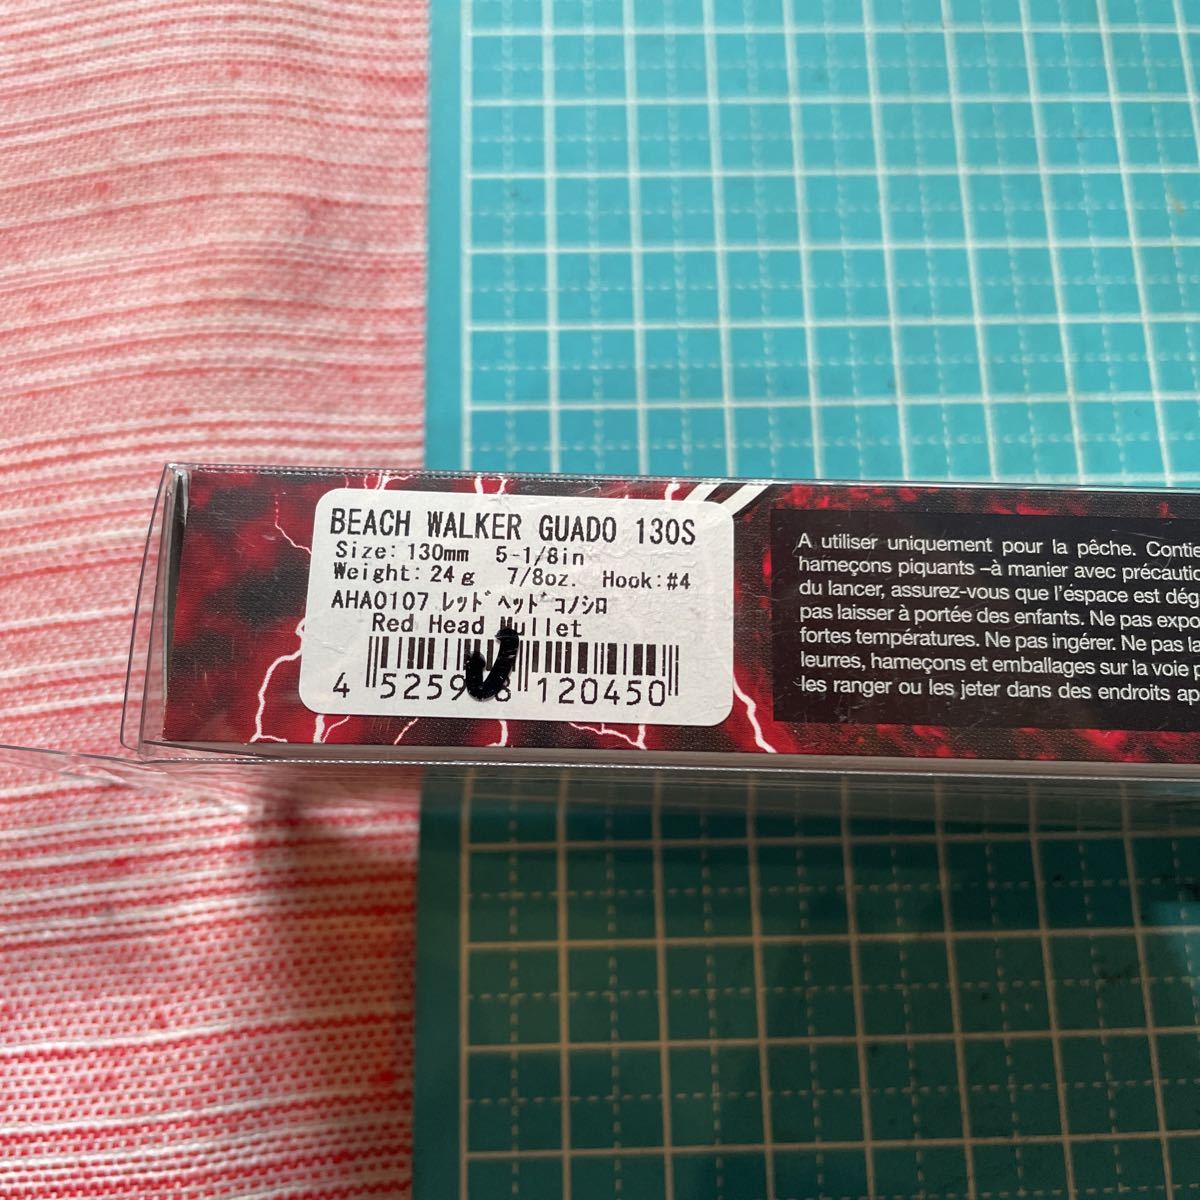 BEACH WALKER GUADO 130S
Size: 130mm 5-1/8in
Weight: 24g 7/8oz. Hook:#4
AHA0107 レッドヘッドコノシロ
Red Head Mullet
4 525918 120450
A utiliser uniquement pour la pêche. Contie
hameçons piquants –à manier avec précautio
du lancer, assurez-vous que l'éspace est dég
pas laisser à portée des enfants. Ne pas expo
fortes températures. Ne pas ingérer. Ne pas la
leurres, hameçons et emballages sur la voie p
les ranger ou les jeter dans des endroits ap